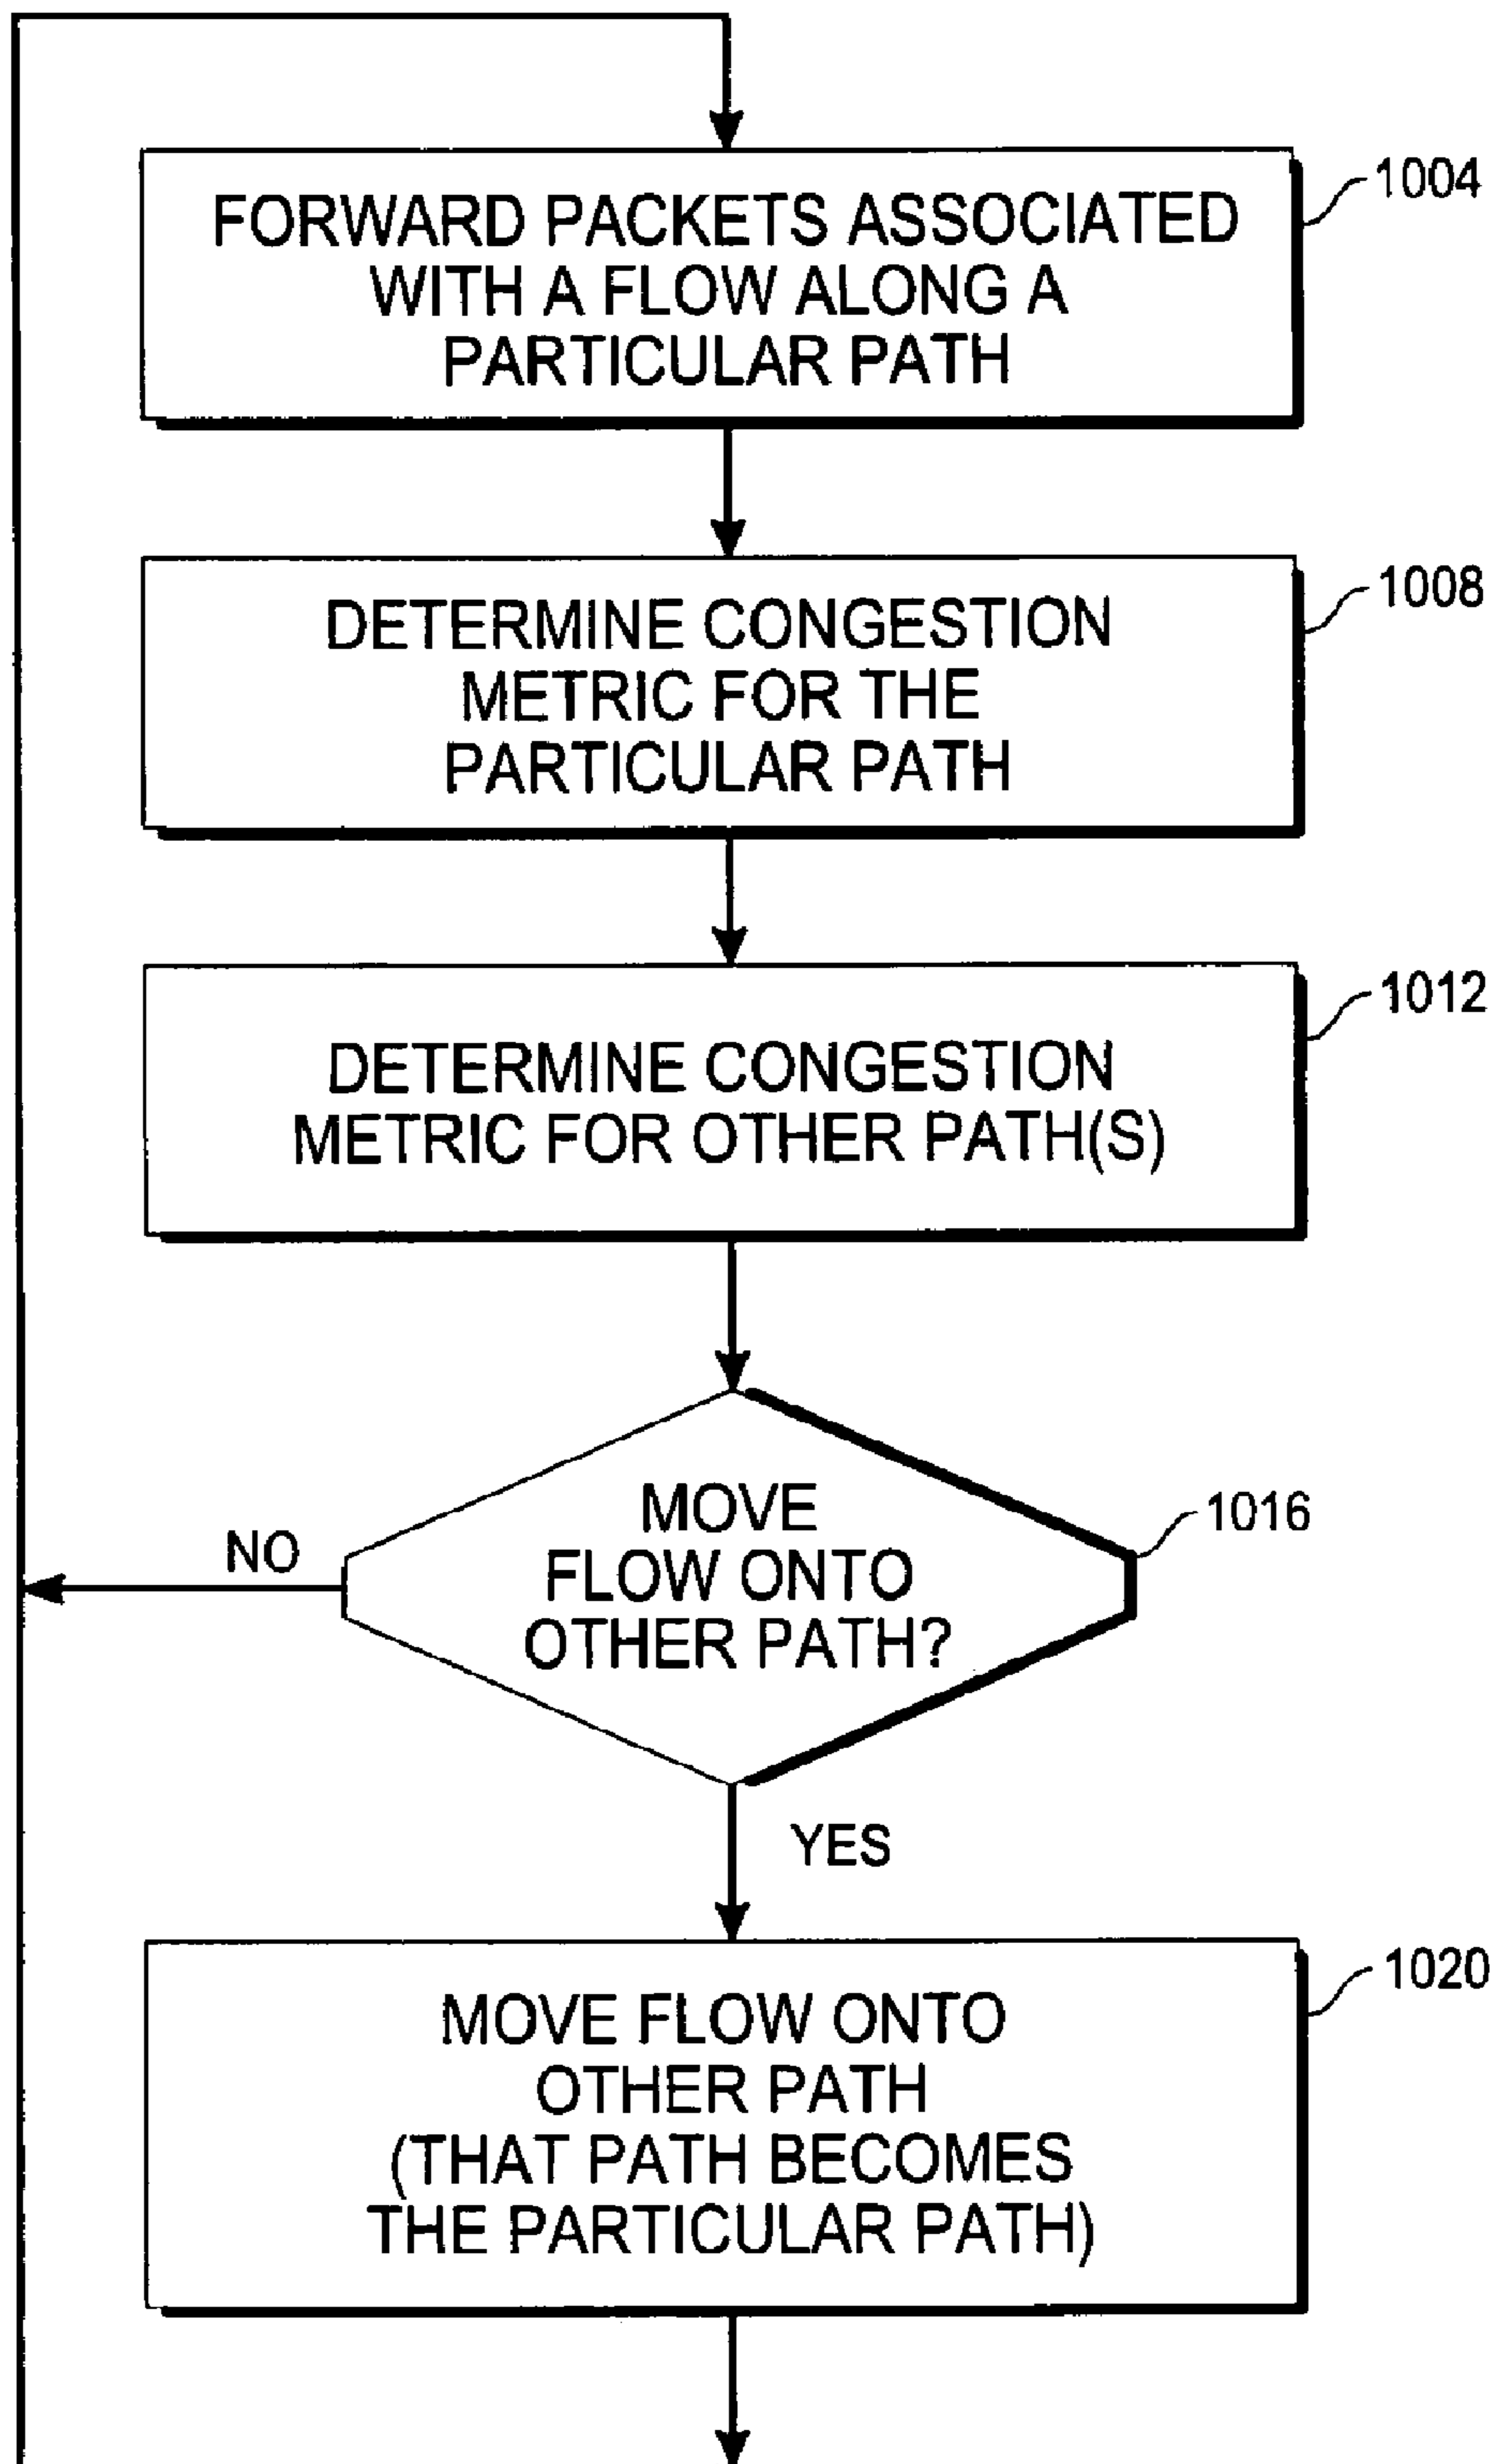 FORWARD PACKETS ASSOCIATED
WITH A FLOW ALONG A
PARTICULAR PATH
1004
DETERMINE CONGESTION
METRIC FOR THE
PARTICULAR PATH
1008
DETERMINE CONGESTION
METRIC FOR OTHER PATH(S)
1012
MOVE
FLOW ONTO
OTHER PATH?
1016
NO
YES
MOVE FLOW ONTO
OTHER PATH
(THAT PATH BECOMES
THE PARTICULAR PATH)
1020